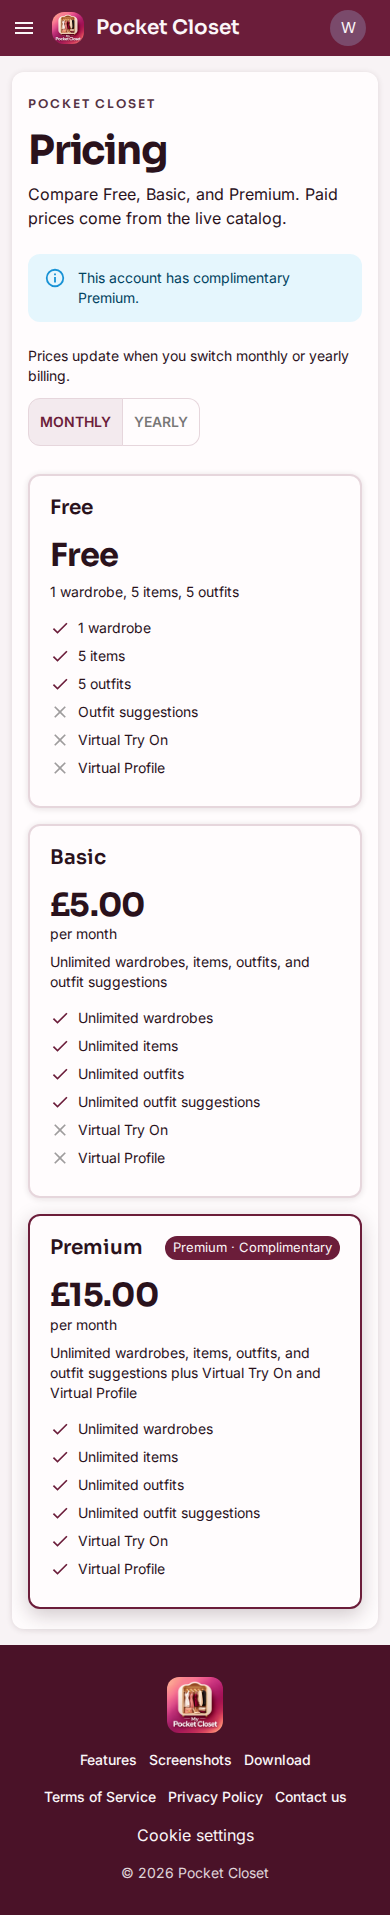 Pocket Closet
W
POCKET CLOSET
Pricing
Compare Free, Basic, and Premium. Paid
prices come from the live catalog.
This account has complimentary
Premium.
Prices update when you switch monthly or yearly
billing.
MONTHLY YEARLY
Free
Free
1 wardrobe, 5 items, 5 outfits
1 wardrobe
5 items
5 outfits
Outfit suggestions
Virtual Try On
Virtual Profile
Basic
£5.00
per month
Unlimited wardrobes, items, outfits, and
outfit suggestions
Unlimited wardrobes
Unlimited items
Unlimited outfits
Unlimited outfit suggestions
Virtual Try On
Virtual Profile
Premium Premium · Complimentary
£15.00
per month
Unlimited wardrobes, items, outfits, and
outfit suggestions plus Virtual Try On and
Virtual Profile
Unlimited wardrobes
Unlimited items
Unlimited outfits
Unlimited outfit suggestions
Virtual Try On
Virtual Profile
My
Pocket Closet
Features Screenshots Download
Terms of Service Privacy Policy Contact us
Cookie settings
© 2026 Pocket Closet